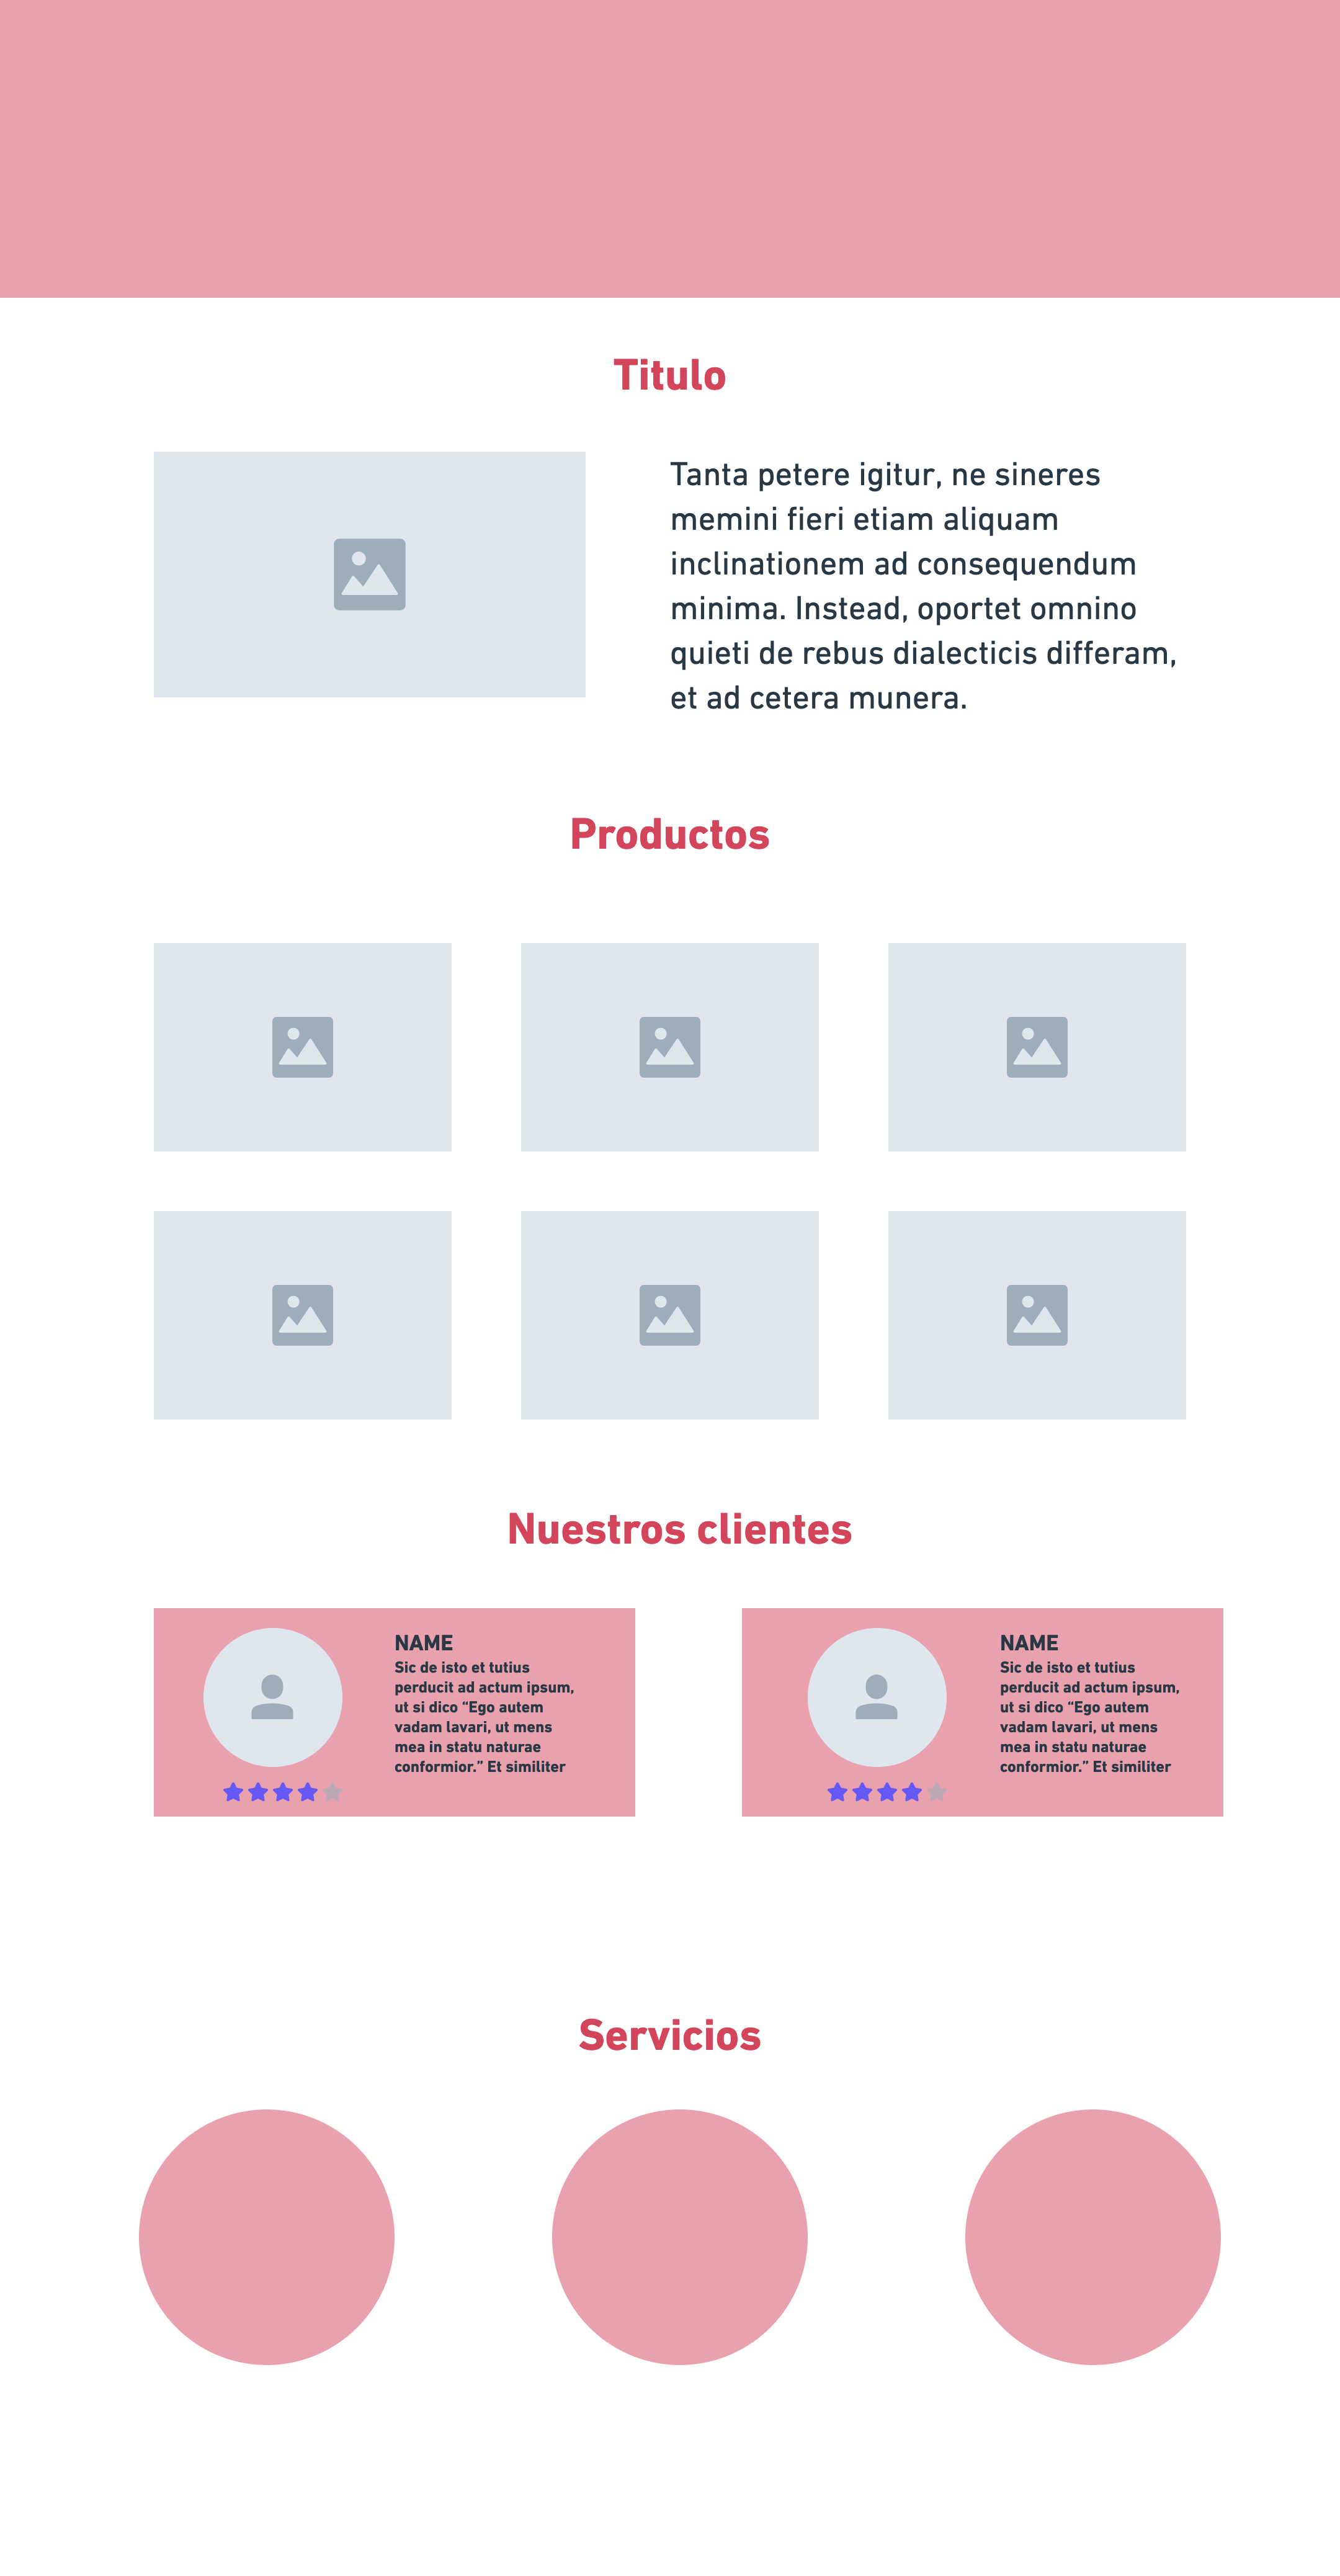 Titulo
Tanta petere igitur, ne sineres
memini fieri etiam aliquam
inclinationem ad consequendum
minima. Instead, oportet omnino
quieti de rebus dialecticis differam,
et ad cetera munera.
Productos
Nuestros clientes
NAME
Sic de isto et tutius
perducit ad actum ipsum,
ut si dico “Ego autem
vadam lavari, ut mens
mea in statu naturae
conformior.” Et similiter
NAME
Sic de isto et tutius
perducit ad actum ipsum,
ut si dico “Ego autem
vadam lavari, ut mens
mea in statu naturae
conformior.” Et similiter
Servicios